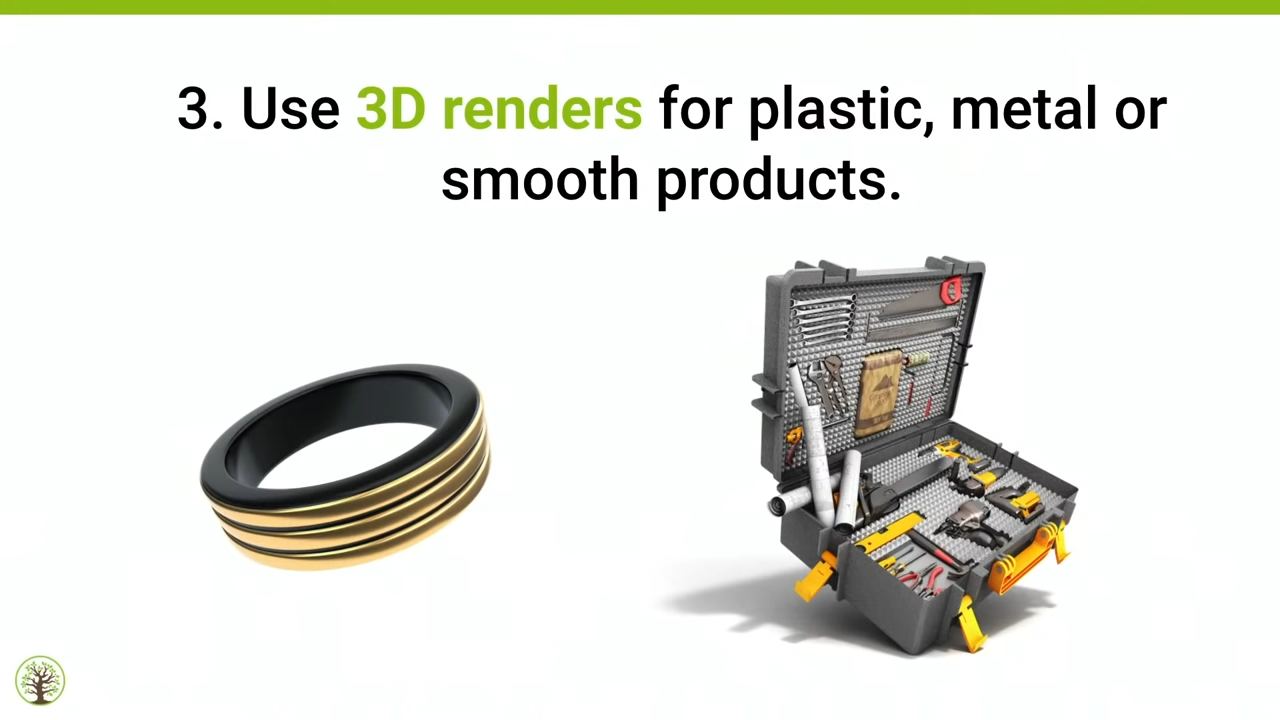 3. Use 3D renders for plastic, metal or
smooth products.